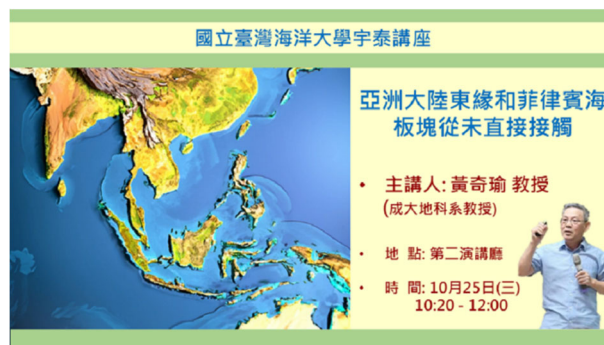 國立臺灣海洋大學宇泰講座
亞洲大陸東緣和菲律賓海
板塊從未直接接觸
• 主講人: 黃奇瑜 教授
(成大地科系教授)
• 地 點: 第二演講廳
• 時 間: 10月25日(三)
10:20 - 12:00